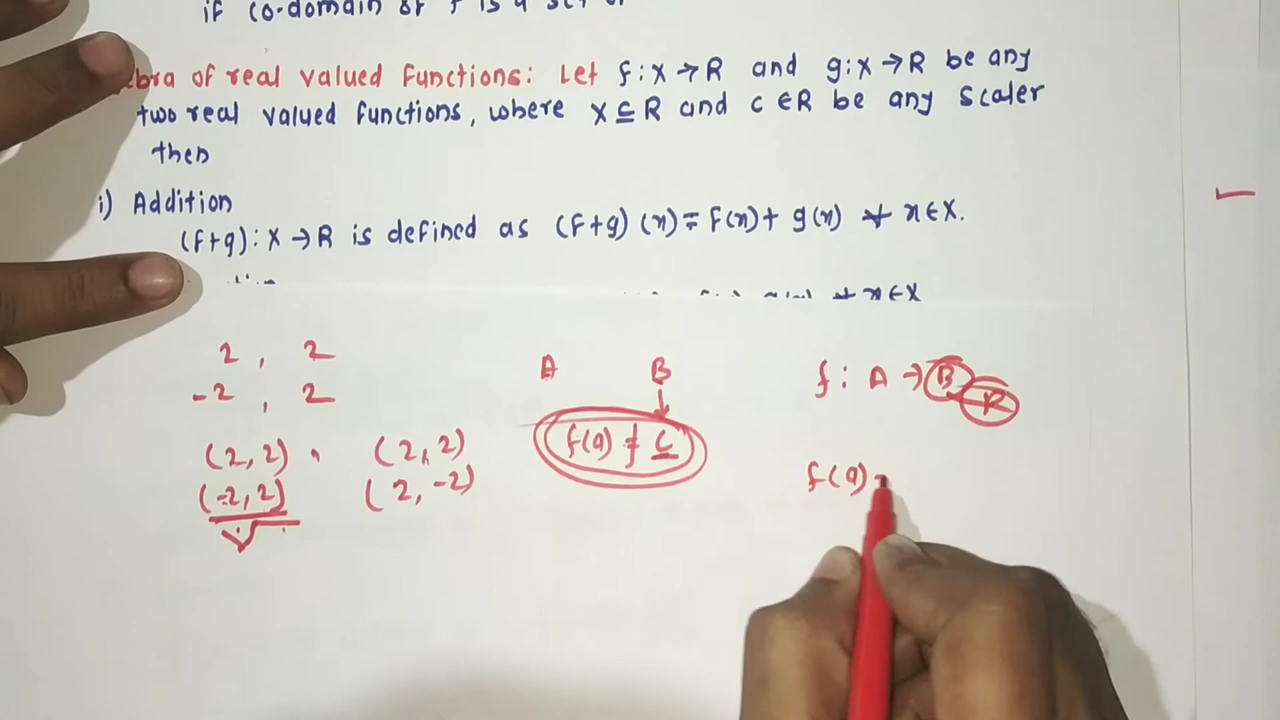 if co-domain of f is a set of
ebra of real valued functions: Let f: X → R and g: X → R be any
two real valued functions, where X ⊆ R and C ∈ R be any scaler
then
i) Addition
(f+g): X → R is defined as (f+g)(x) = f(x) + g(x) ∀ x ∈ X.
∀ x ∈ X
2 , 2
-2 , 2
(2,2) , (2,2)
(-2,2) (2,-2)
A B
f(a) ≠ C
f: A → B
R
f(a) =